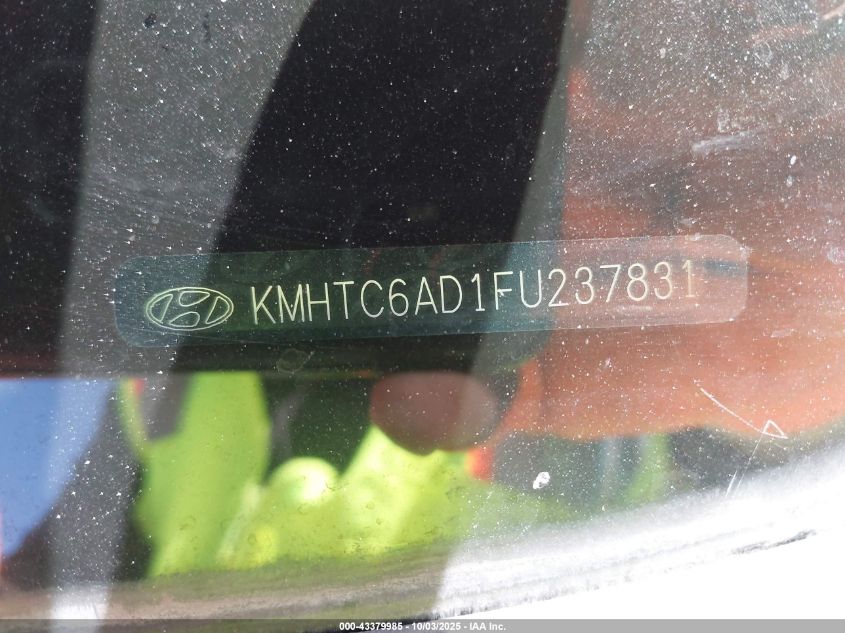 KMHTC6AD1FU237831
000-43379985 - 10/03/2025 - IAA Inc.